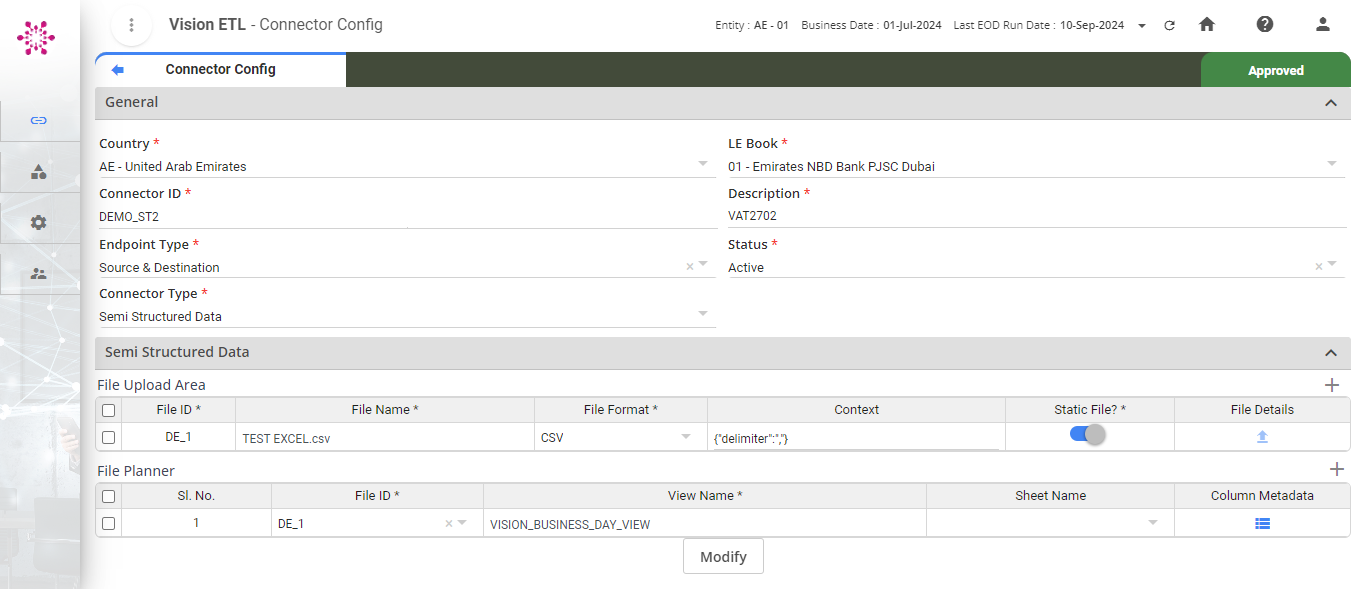 Vision ETL - Connector Config
Entity : AE - 01 Business Date : 01-Jul-2024 Last EOD Run Date : 10-Sep-2024
Connector Config
Approved
General
Country *
LE Book *
AE - United Arab Emirates
01 - Emirates NBD Bank PJSC Dubai
Connector ID *
Description *
DEMO_ST2
VAT2702
Endpoint Type *
Status *
Source & Destination
Active
Connector Type *
Semi Structured Data
Semi Structured Data
File Upload Area
File ID * File Name * File Format * Context Static File? * File Details
DE_1 TEST EXCEL.csv CSV {"delimiter":","}
File Planner
Sl. No. File ID * View Name * Sheet Name Column Metadata
1 DE_1 VISION_BUSINESS_DAY_VIEW
Modify